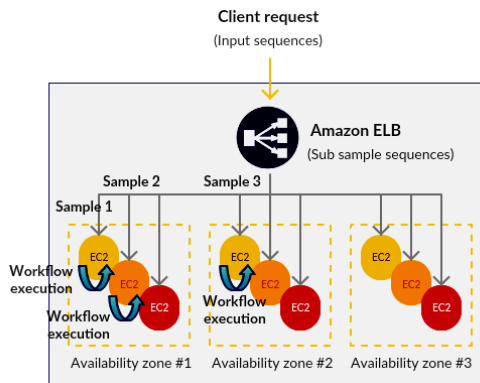 Client request
(Input sequences)
Amazon ELB
(Sub sample sequences)
Sample 2
Sample 3
Sample 1
EC2
EC2
EC2
Workflow
execution
EC2
EC2
EC2
Workflow
execution
Workflow
execution
EC2
EC2
EC2
Availability zone #1
Availability zone #2
Availability zone #3